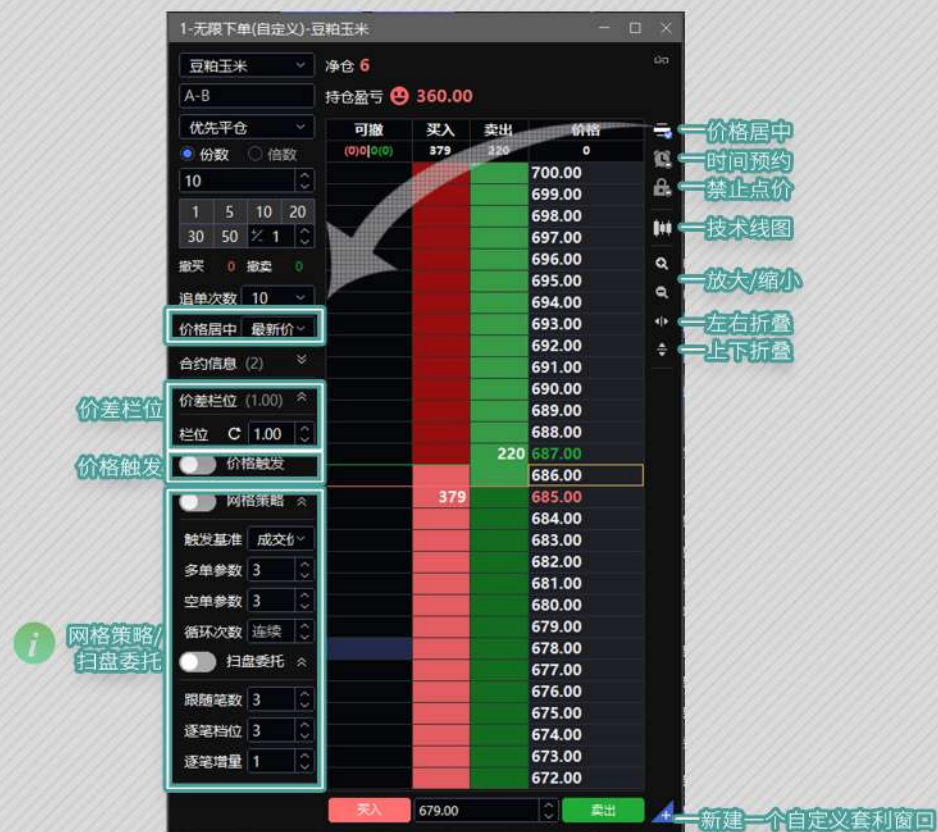 1-无限下单(自定义)-豆粕玉米
豆粕玉米
净仓 6
A-B
持仓盈亏 360.00
优先平仓
可撤 买入 卖出 价格
份数 倍数
(0)0|0(0) 379 220 0
10
1 5 10 20
30 50 1
撤买 0 撤卖 0
追单次数 10
价格居中 最新价
合约信息 (2)
价差栏位 (1.00)
栏位 1.00
价格触发
网格策略
触发基准 成交价
多单参数 3
空单参数 3
循环次数 连续
扫盘委托
跟随笔数 3
逐笔档位 3
逐笔增量 1
700.00
699.00
698.00
697.00
696.00
695.00
694.00
693.00
692.00
691.00
690.00
689.00
688.00
220 687.00
686.00
379 685.00
684.00
683.00
682.00
681.00
680.00
679.00
678.00
677.00
676.00
675.00
674.00
673.00
672.00
买入 679.00 卖出
价格居中
时间预约
禁止点价
技术线图
放大/缩小
左右折叠
上下折叠
价差栏位
价格触发
网格策略/
扫盘委托
新建一个自定义套利窗口